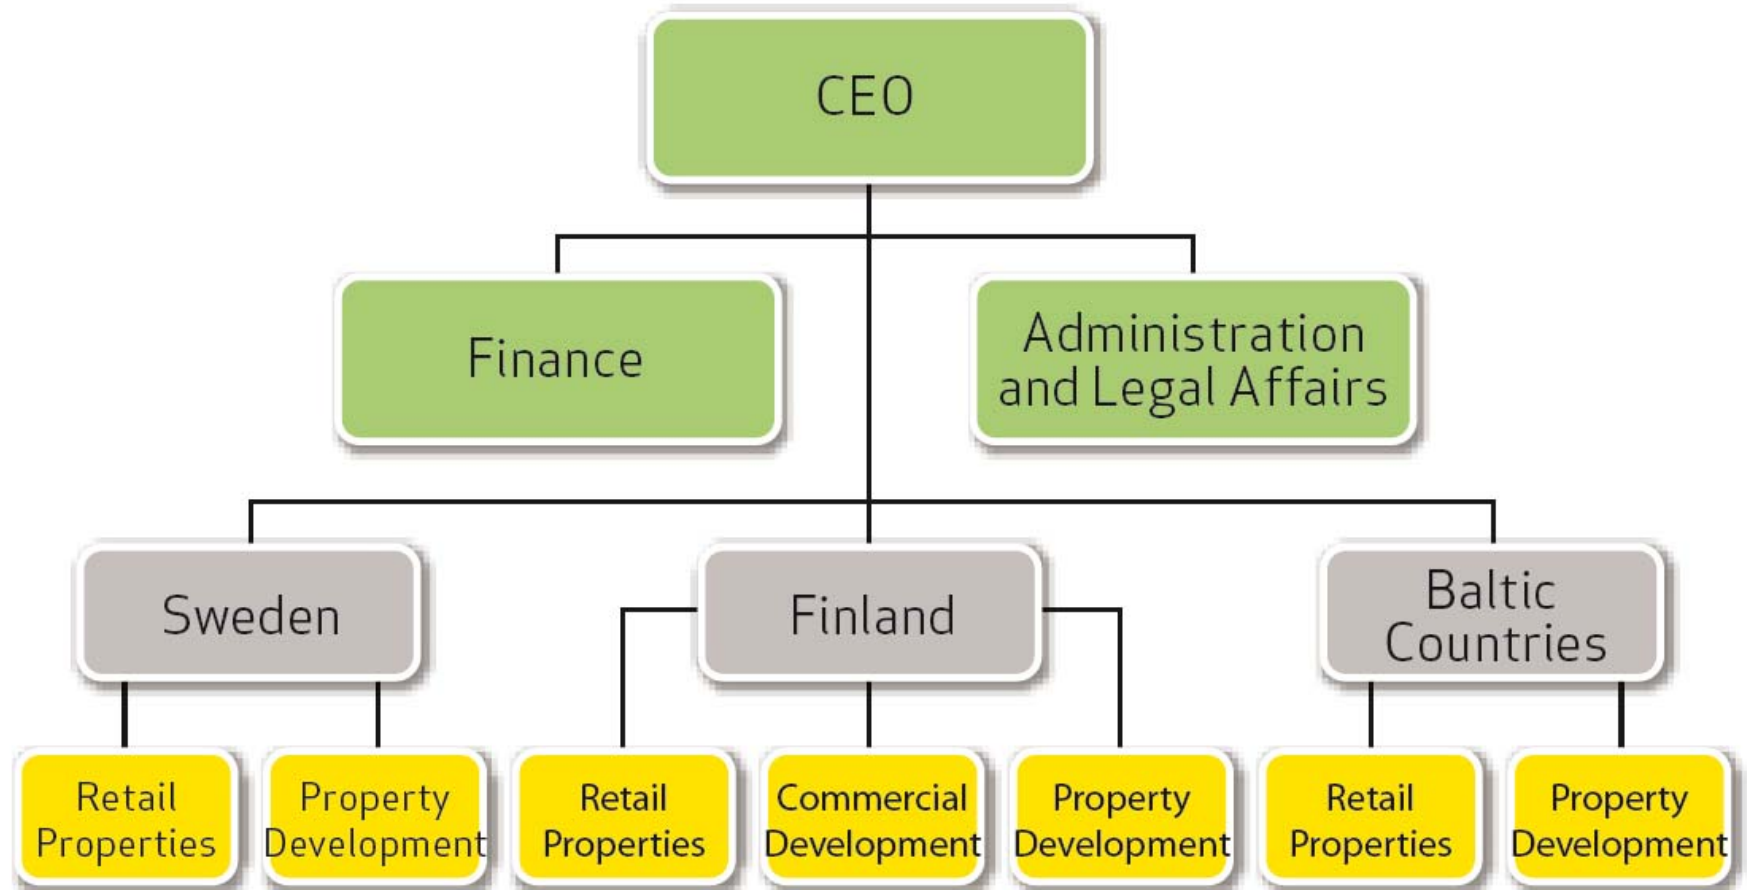 CEO
Finance
Administration
and Legal Affairs
Sweden
Finland
Baltic
Countries
Retail
Properties
Property
Development
Retail
Properties
Commercial
Development
Property
Development
Retail
Properties
Property
Development